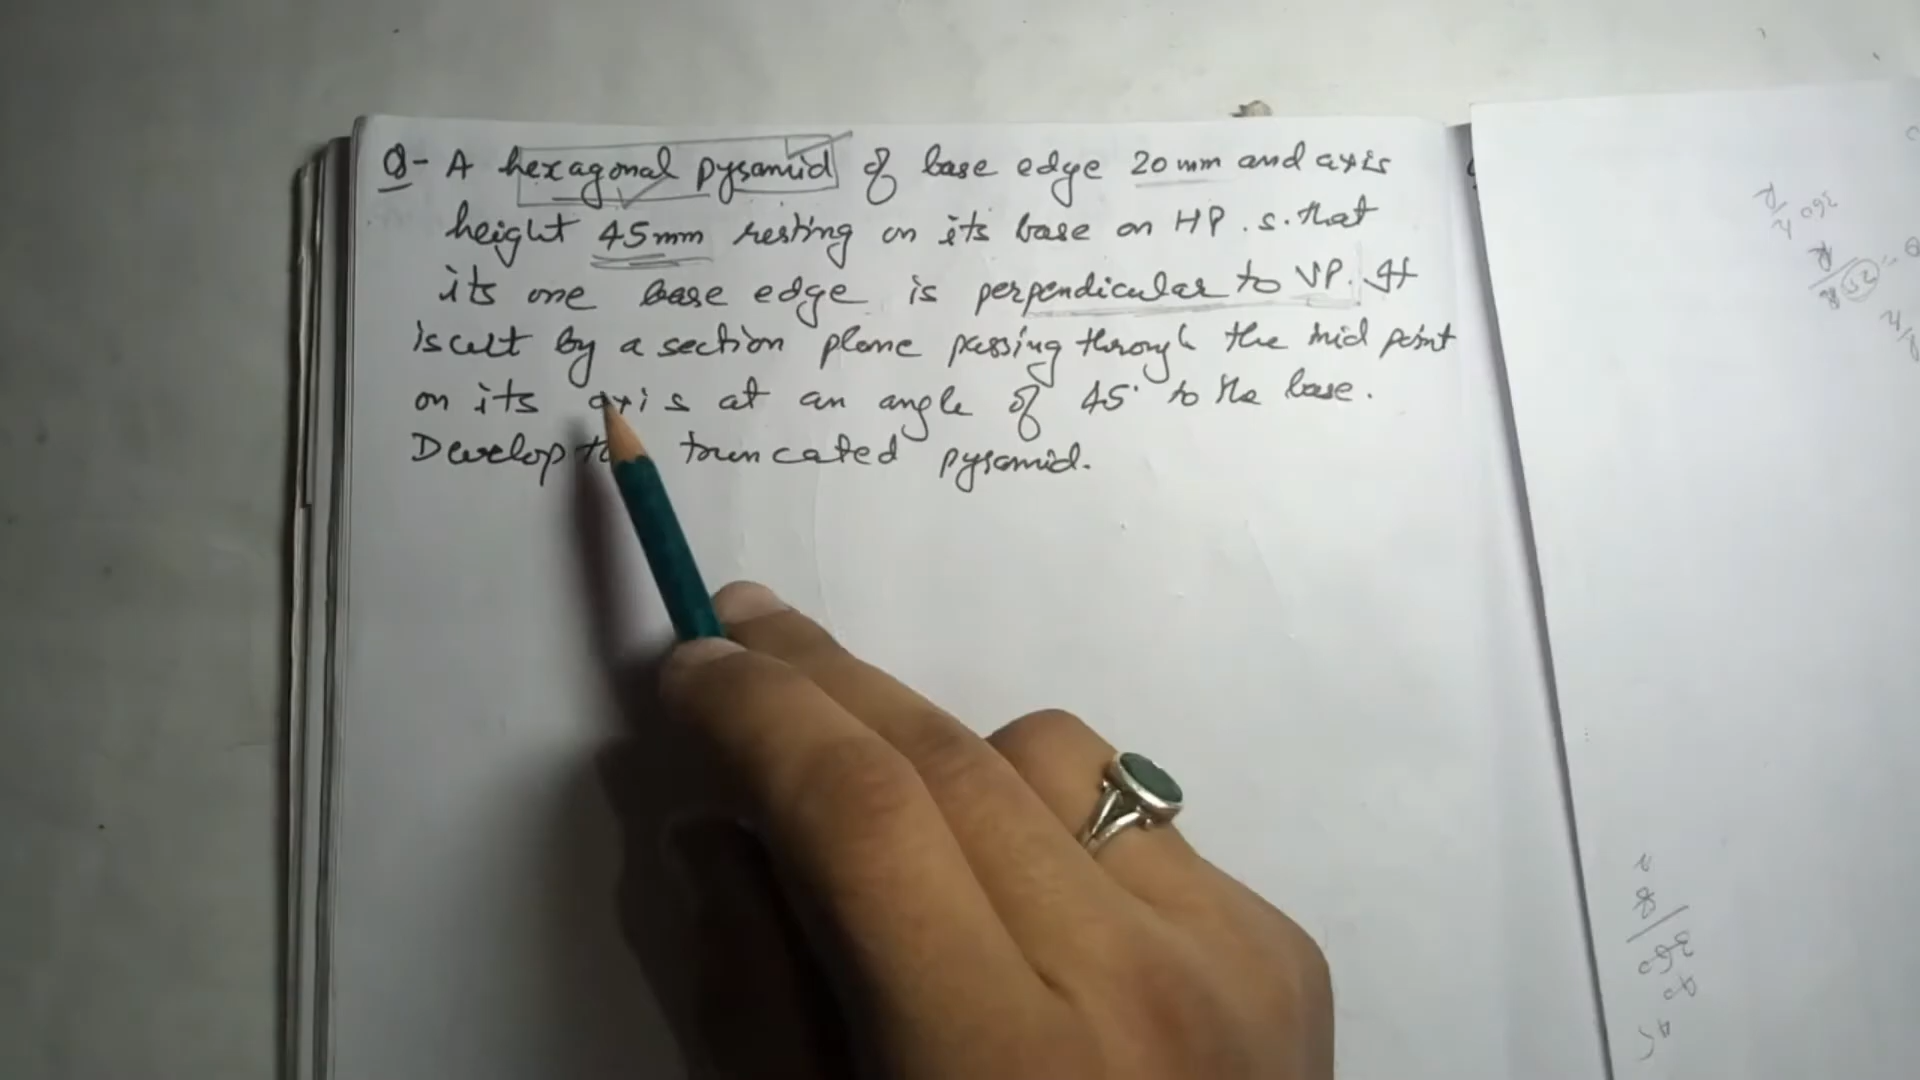 Q- A hexagonal pyramid of base edge 20 mm and axis
height 45mm resting on its base on HP. s. that
its one base edge is perpendicular to VP. It
is cut by a section plane passing through the mid point
on its axis at an angle of 45° to the base.
Develop truncated pyramid.